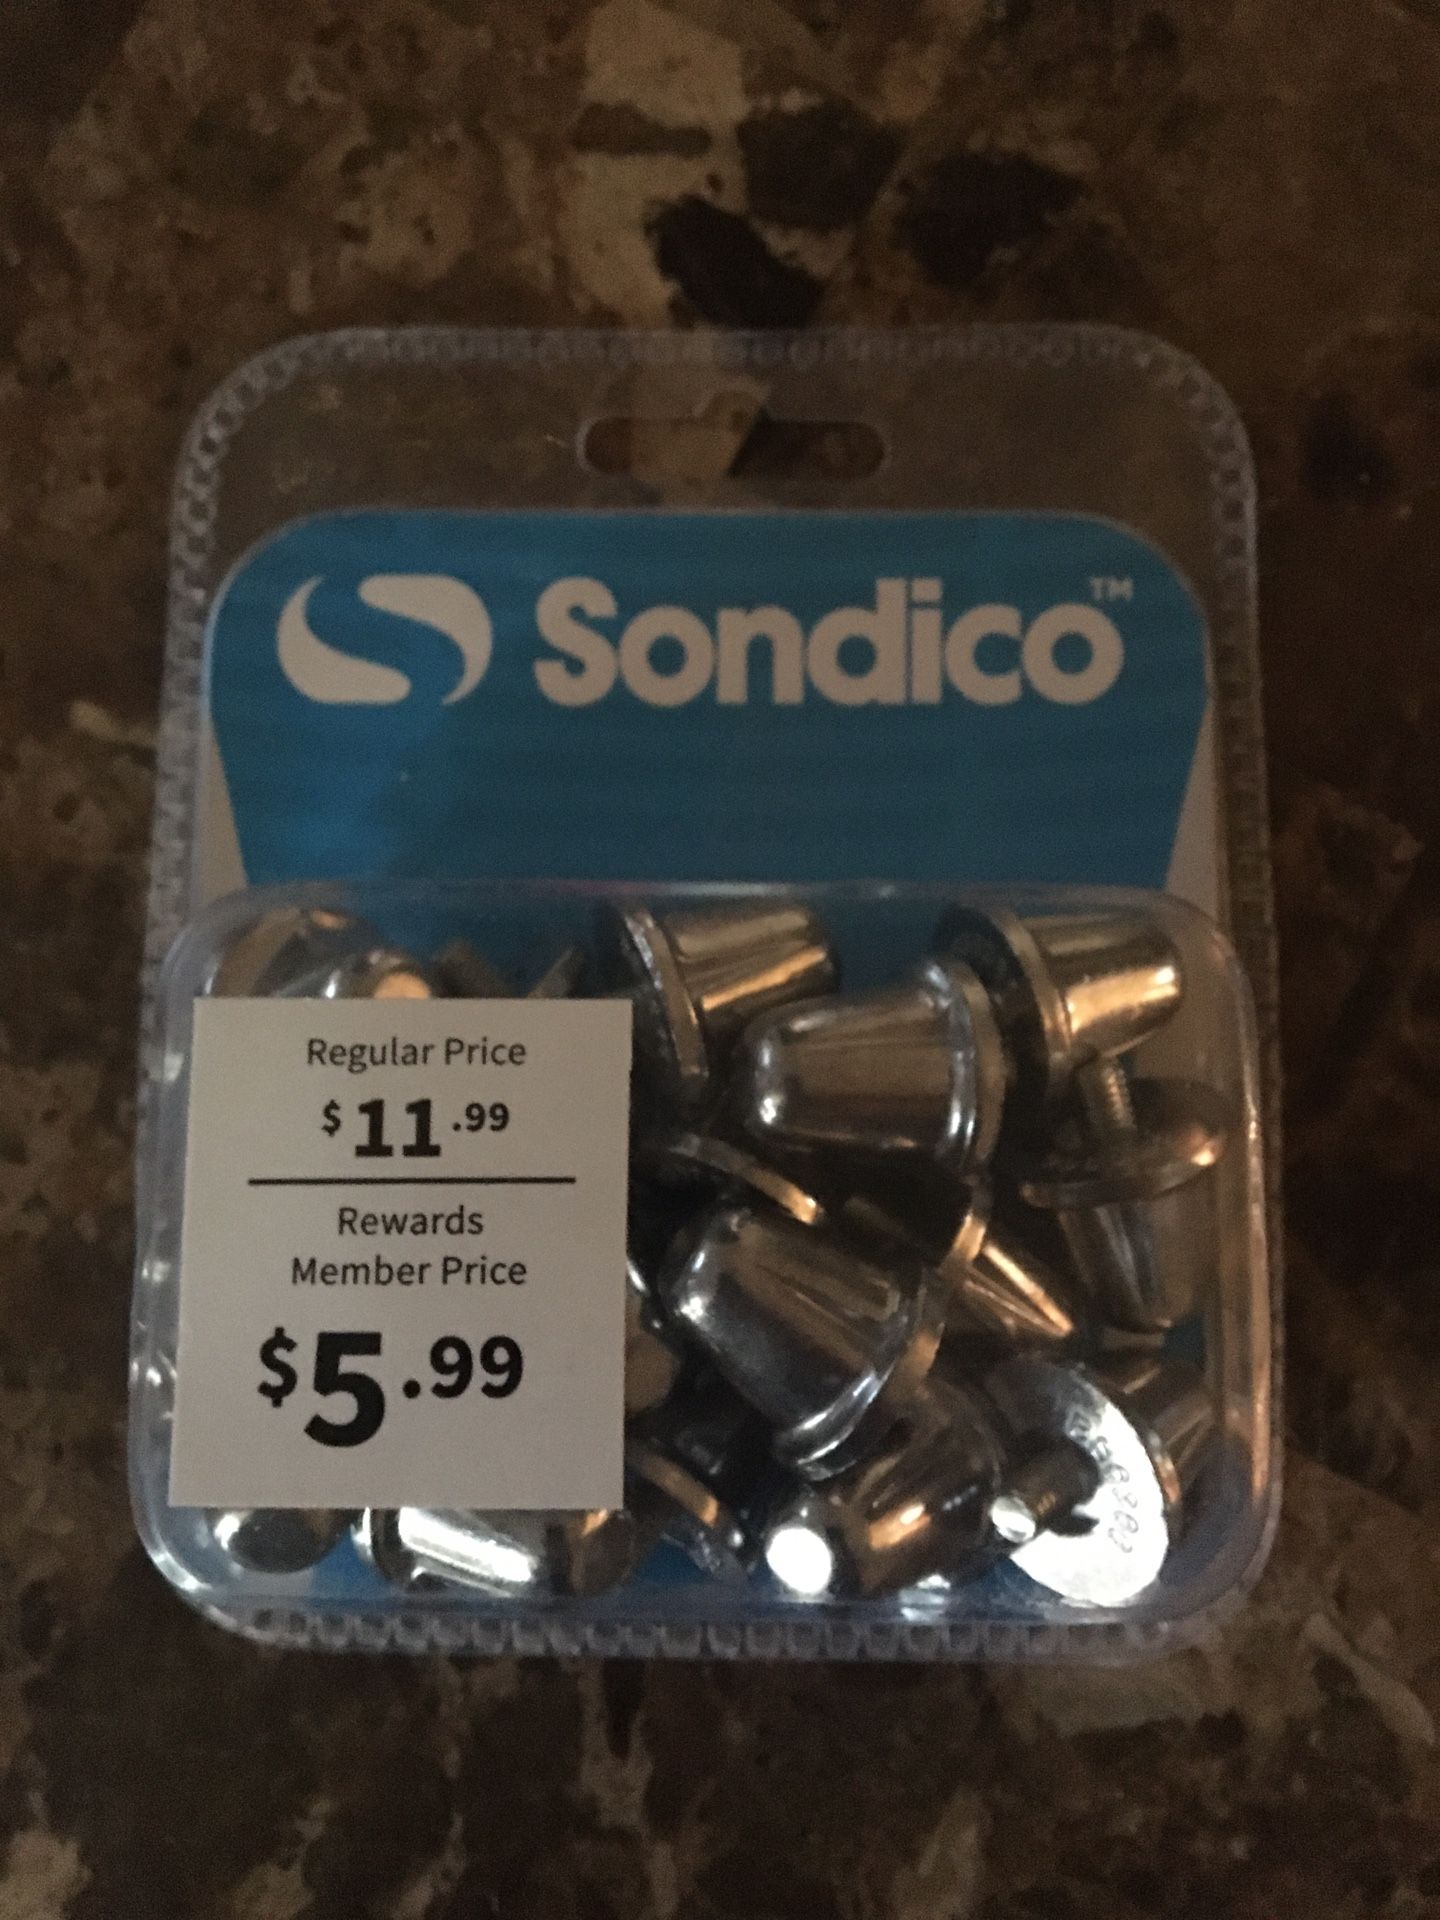 Sondico™
Regular Price
$11.99
Rewards
Member Price
$5.99